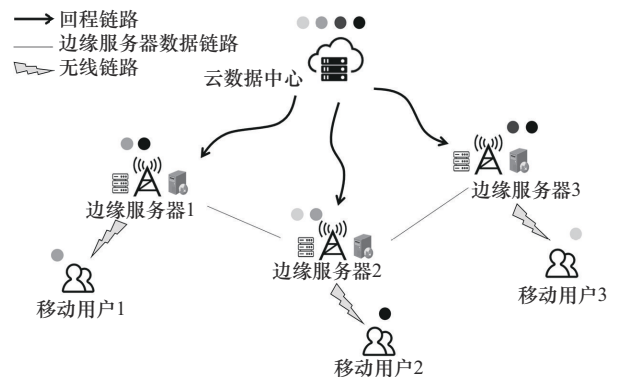 回程链路
边缘服务器数据链路
无线链路
云数据中心
边缘服务器1
边缘服务器2
边缘服务器3
移动用户1
移动用户2
移动用户3